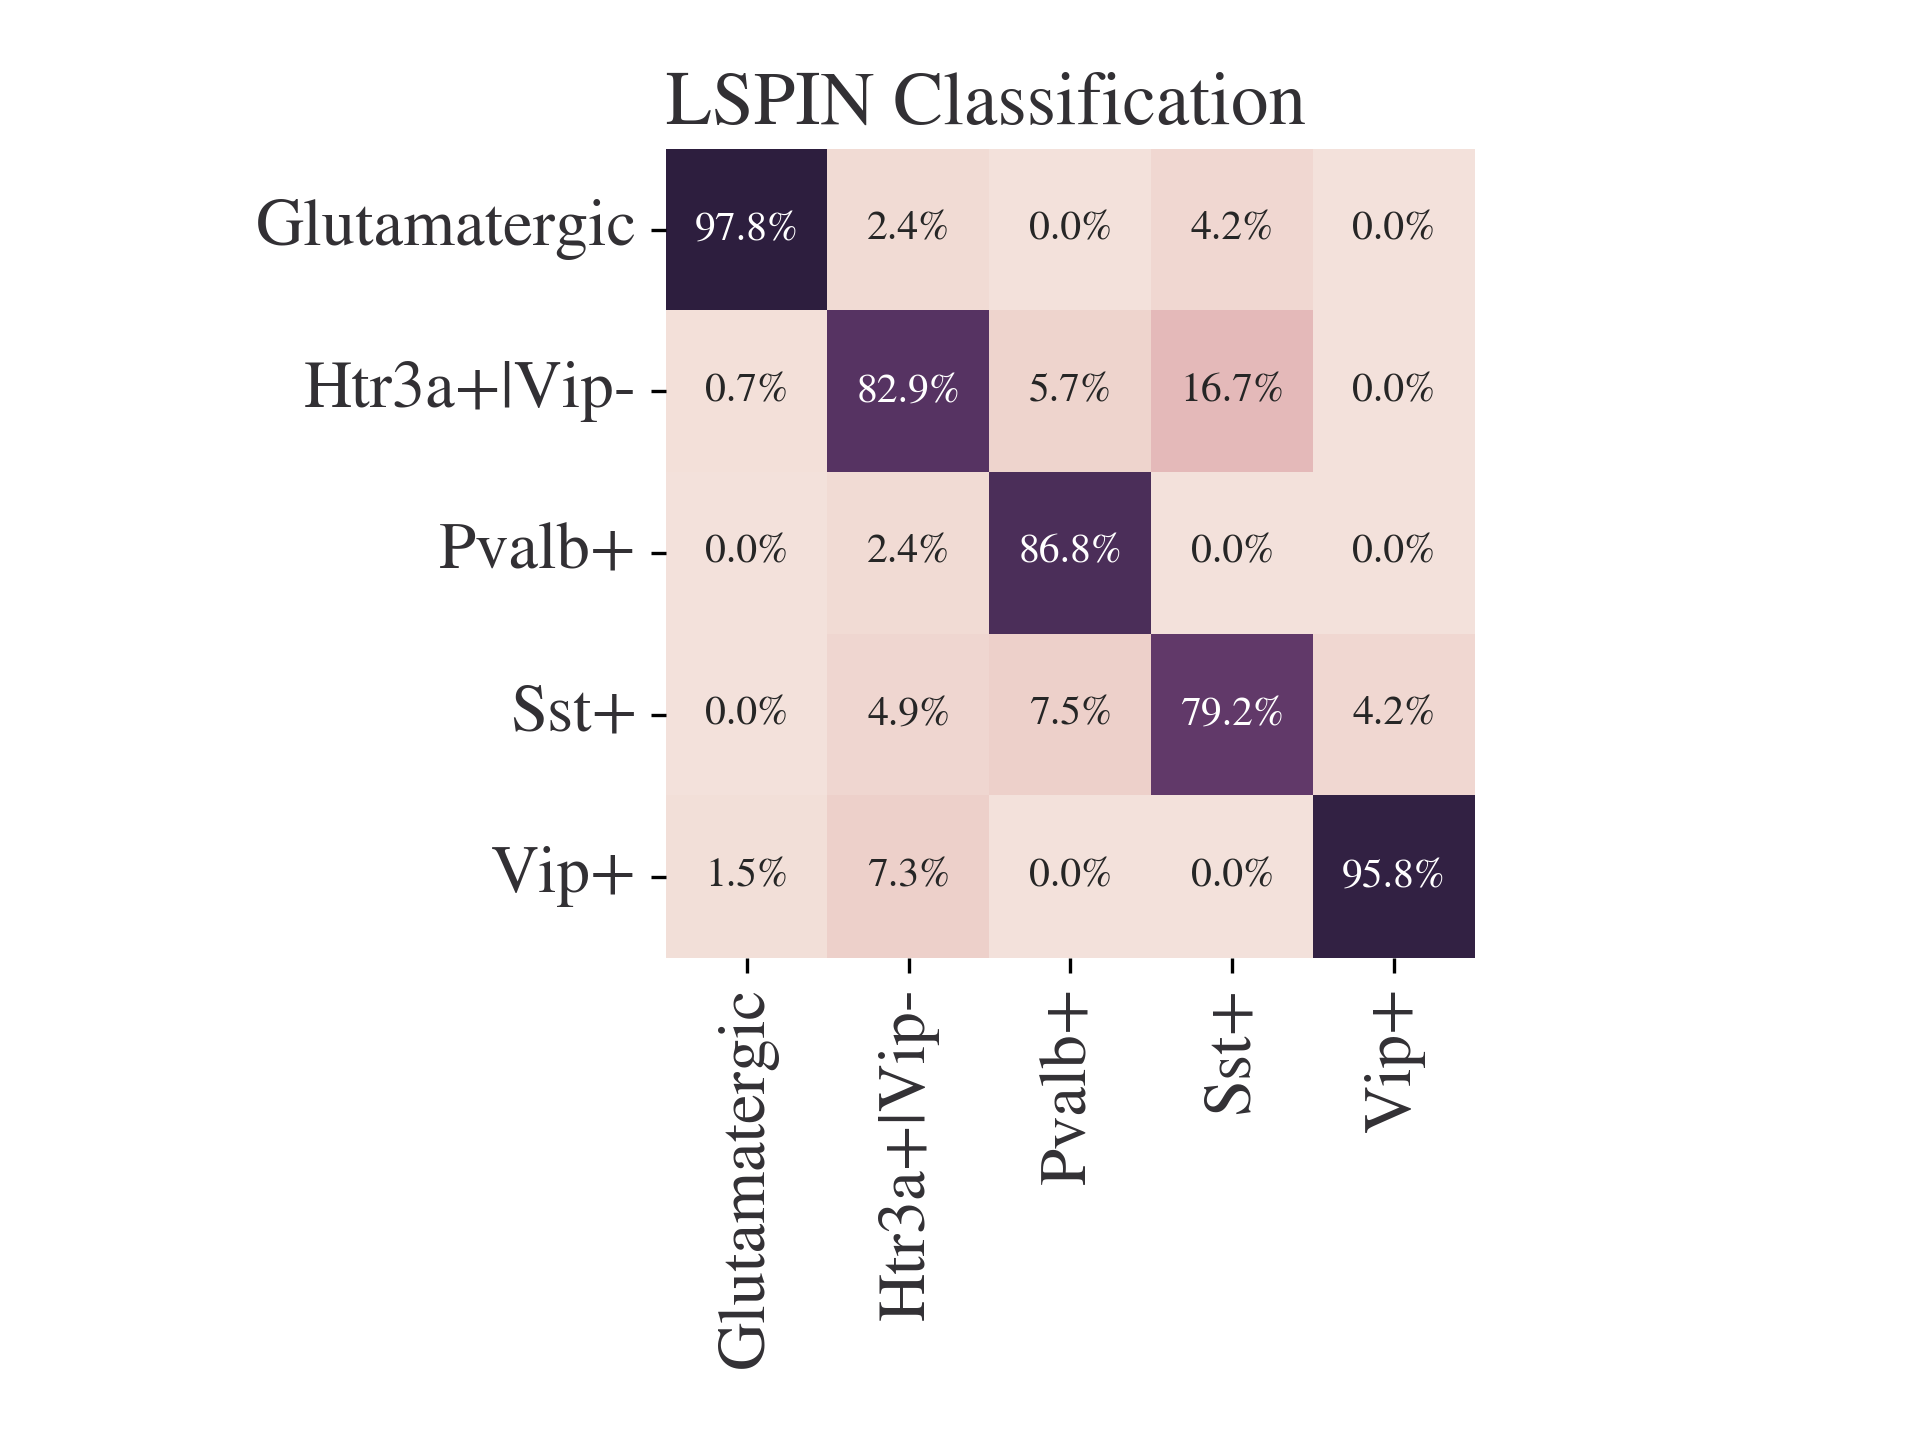 LSPIN Classification
Glutamatergic 97.8% 2.4% 0.0% 4.2% 0.0%
Htr3a+|Vip- 0.7% 82.9% 5.7% 16.7% 0.0%
Pvalb+ 0.0% 2.4% 86.8% 0.0% 0.0%
Sst+ 0.0% 4.9% 7.5% 79.2% 4.2%
Vip+ 1.5% 7.3% 0.0% 0.0% 95.8%
Glutamatergic
Htr3a+|Vip-
Pvalb+
Sst+
Vip+